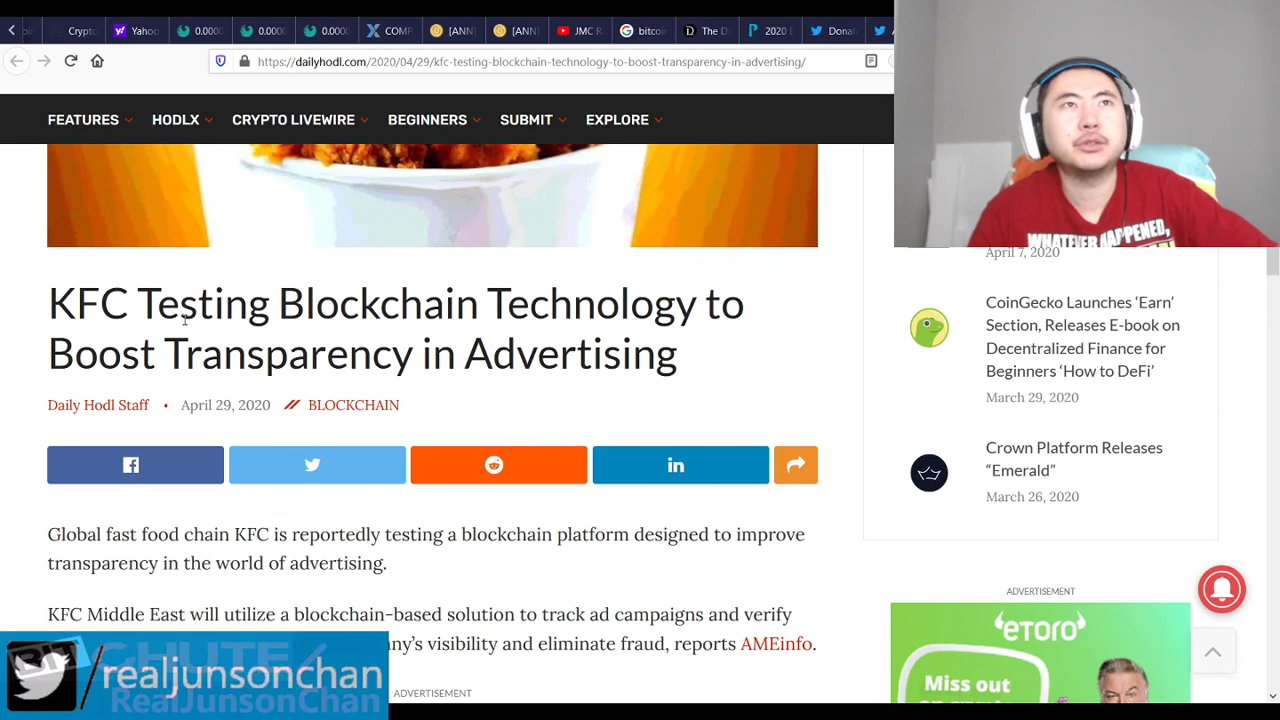 Crypto
Yahoo
0.0000
0.0000
0.0000
COMP
[ANN
[ANN
JMC R
bitcoi
The D
2020 E
Donal
https://dailyhodl.com/2020/04/29/kfc-testing-blockchain-technology-to-boost-transparency-in-advertising/
FEATURES HODLX CRYPTO LIVEWIRE BEGINNERS SUBMIT EXPLORE
WHATEVER HAPPENED,
April 7, 2020
KFC Testing Blockchain Technology to
Boost Transparency in Advertising
Daily Hodl Staff · April 29, 2020 // BLOCKCHAIN
Global fast food chain KFC is reportedly testing a blockchain platform designed to improve
transparency in the world of advertising.
KFC Middle East will utilize a blockchain-based solution to track ad campaigns and verify
ny's visibility and eliminate fraud, reports AMEinfo.
ADVERTISEMENT
CoinGecko Launches ‘Earn’
Section, Releases E-book on
Decentralized Finance for
Beginners ‘How to DeFi’
March 29, 2020
Crown Platform Releases
“Emerald”
March 26, 2020
ADVERTISEMENT
eToro
Miss out
/realjunsonchan
RealJunsonChan